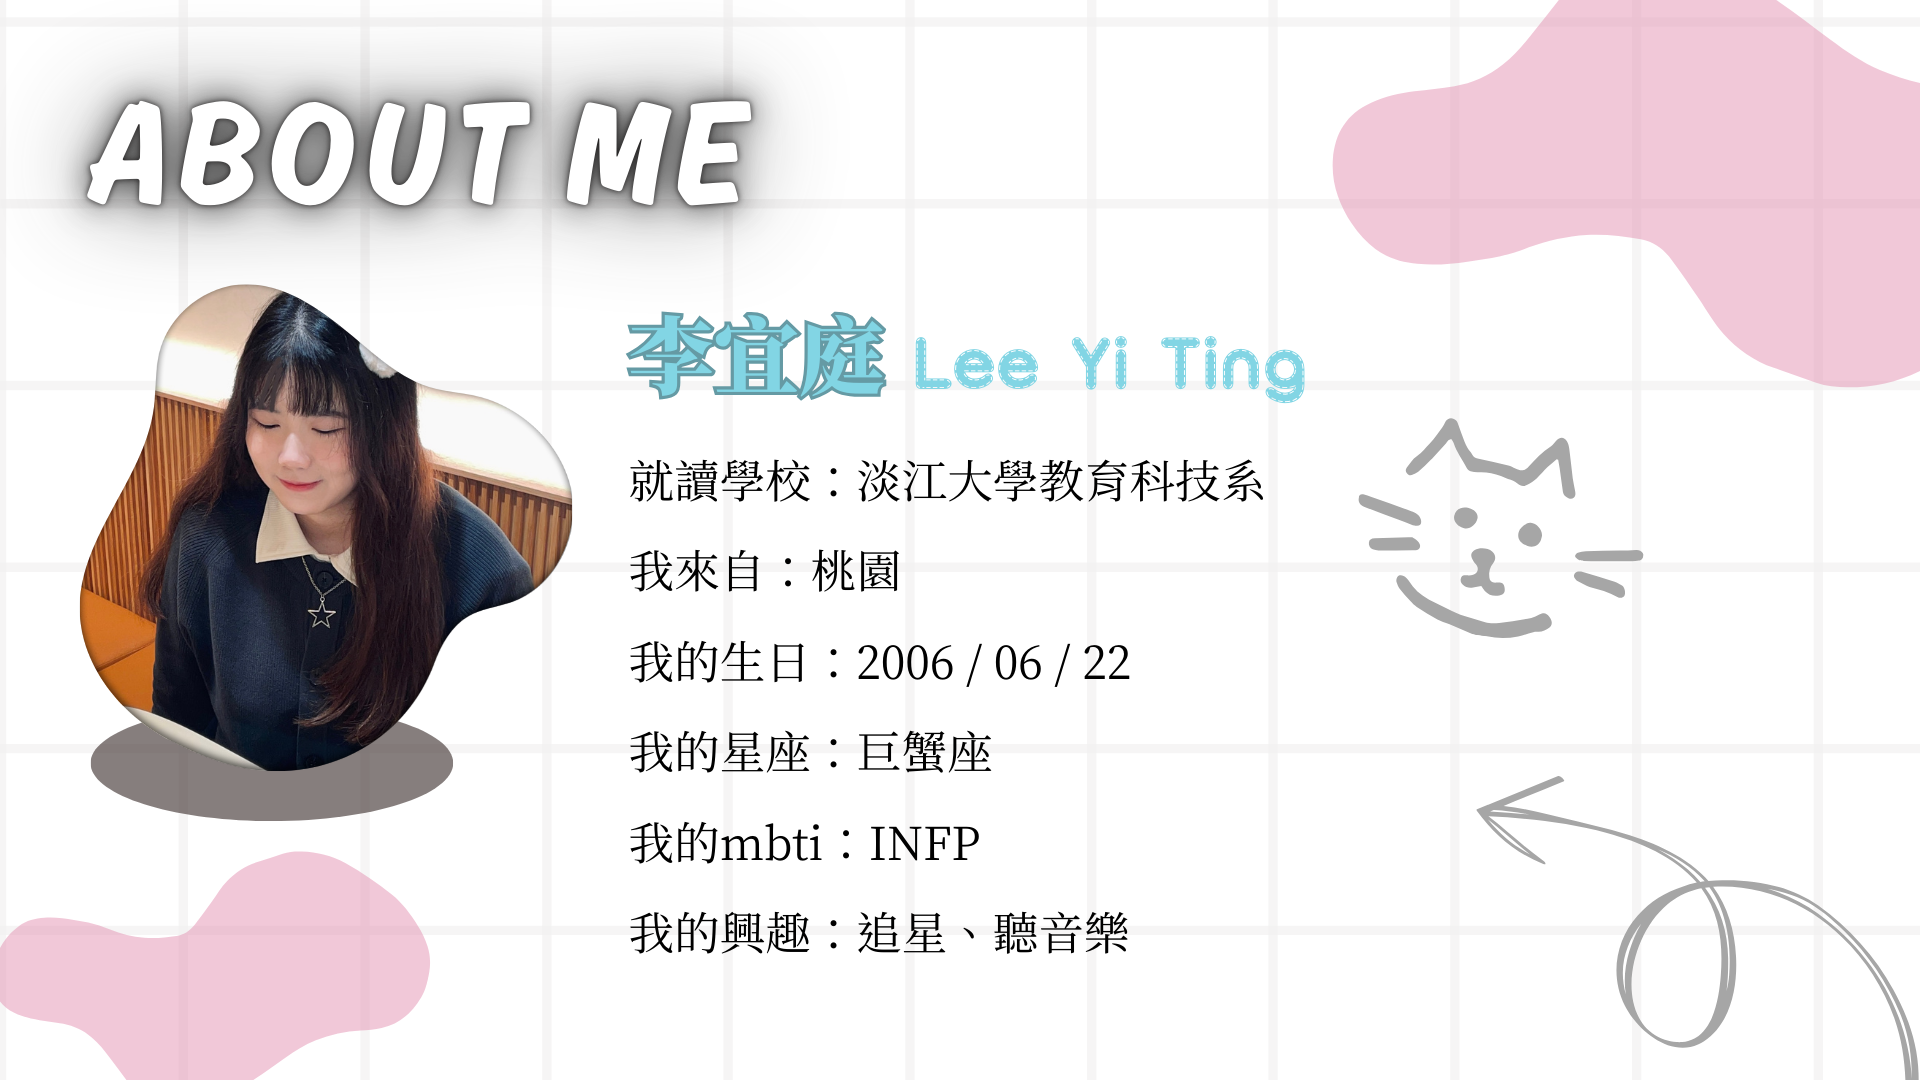 ABOUT ME
李宜庭 Lee Yi Ting
就讀學校：淡江大學教育科技系
我來自：桃園
我的生日：2006 / 06 / 22
我的星座：巨蟹座
我的mbti：INFP
我的興趣：追星、聽音樂